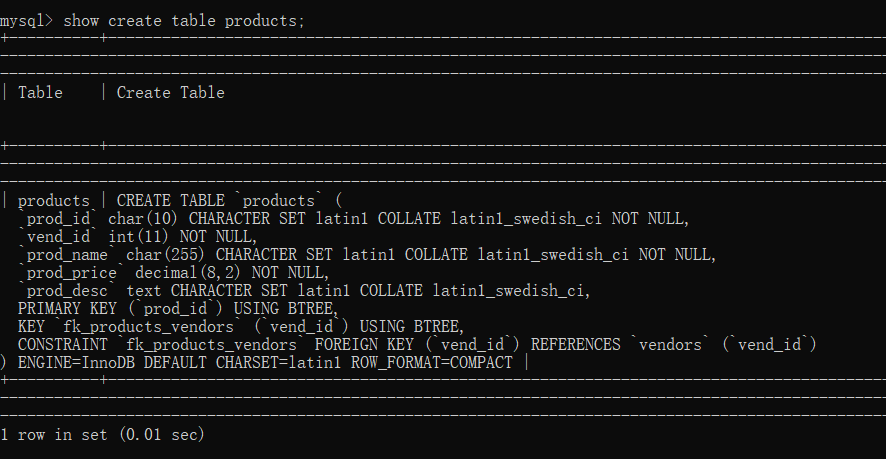 mysql> show create table products;
| Table | Create Table
| products | CREATE TABLE `products` (
`prod_id` char(10) CHARACTER SET latin1 COLLATE latin1_swedish_ci NOT NULL,
`vend_id` int(11) NOT NULL,
`prod_name` char(255) CHARACTER SET latin1 COLLATE latin1_swedish_ci NOT NULL,
`prod_price` decimal(8,2) NOT NULL,
`prod_desc` text CHARACTER SET latin1 COLLATE latin1_swedish_ci,
PRIMARY KEY (`prod_id`) USING BTREE,
KEY `fk_products_vendors` (`vend_id`) USING BTREE,
CONSTRAINT `fk_products_vendors` FOREIGN KEY (`vend_id`) REFERENCES `vendors` (`vend_id`)
) ENGINE=InnoDB DEFAULT CHARSET=latin1 ROW_FORMAT=COMPACT |
1 row in set (0.01 sec)